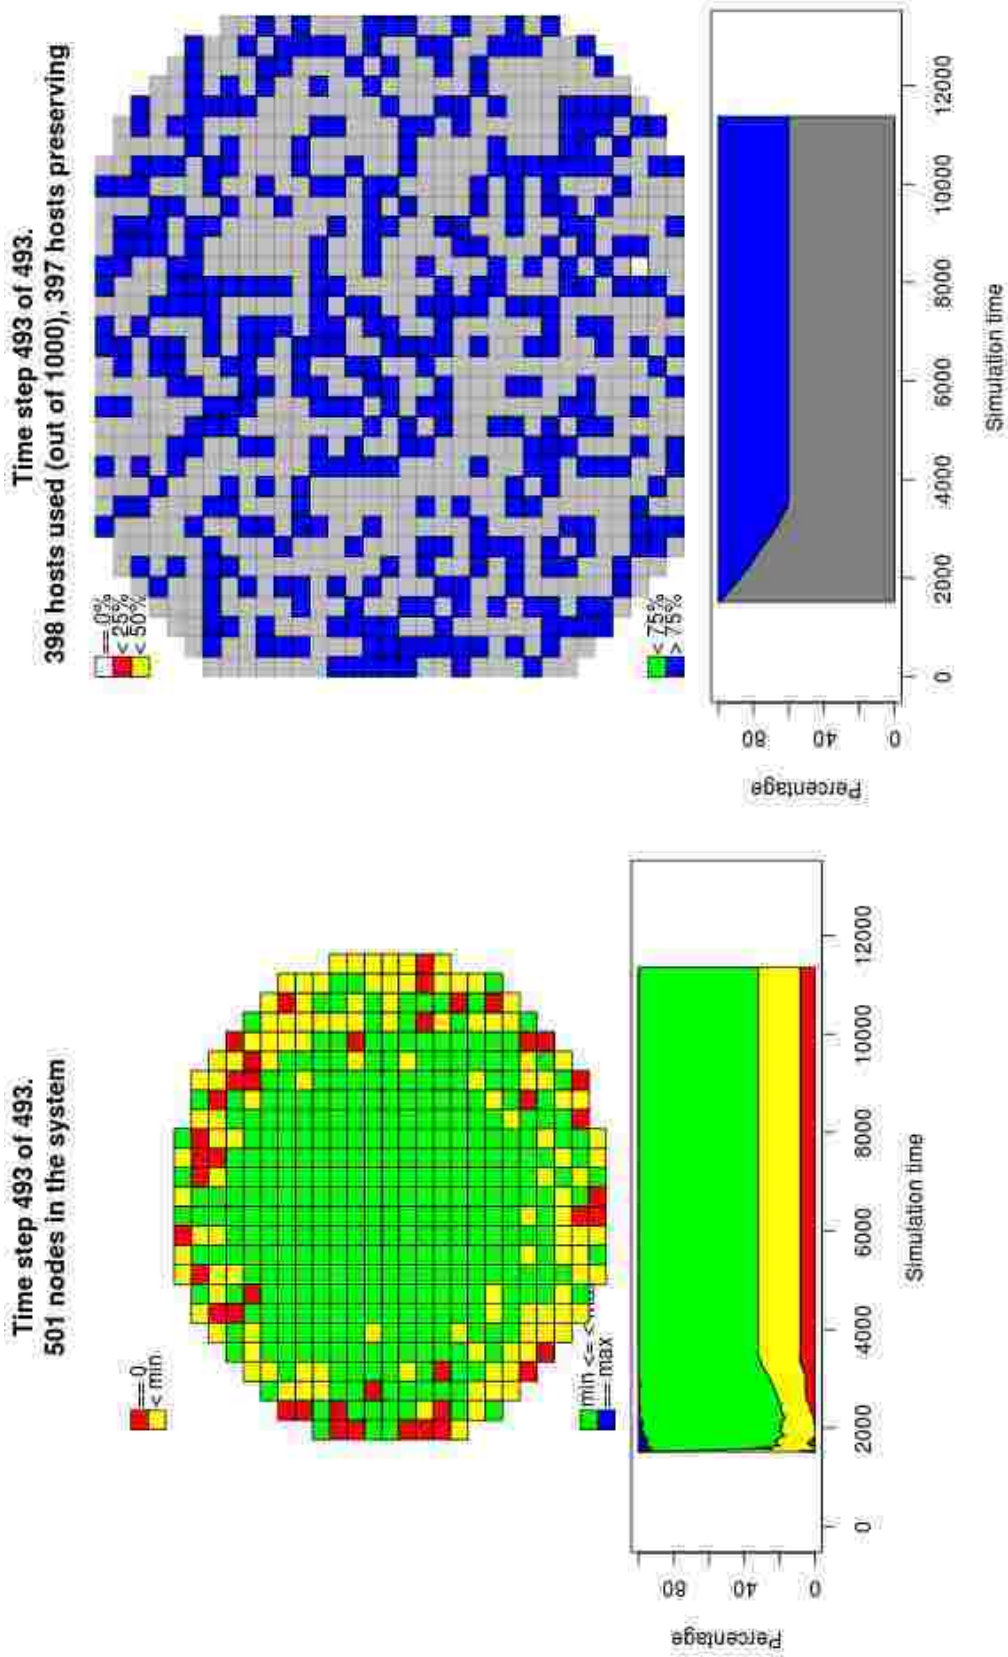 Time step 493 of 493.
501 nodes in the system
== 0
< min
min <= <
== max
Percentage
0
40
80
0
2000
4000
6000
8000
10000
12000
Simulation time
Time step 493 of 493.
398 hosts used (out of 1000), 397 hosts preserving
== 0%
< 25%
< 50%
< 75%
> 75%
Percentage
0
40
80
0
2000
4000
6000
8000
10000
12000
Simulation time